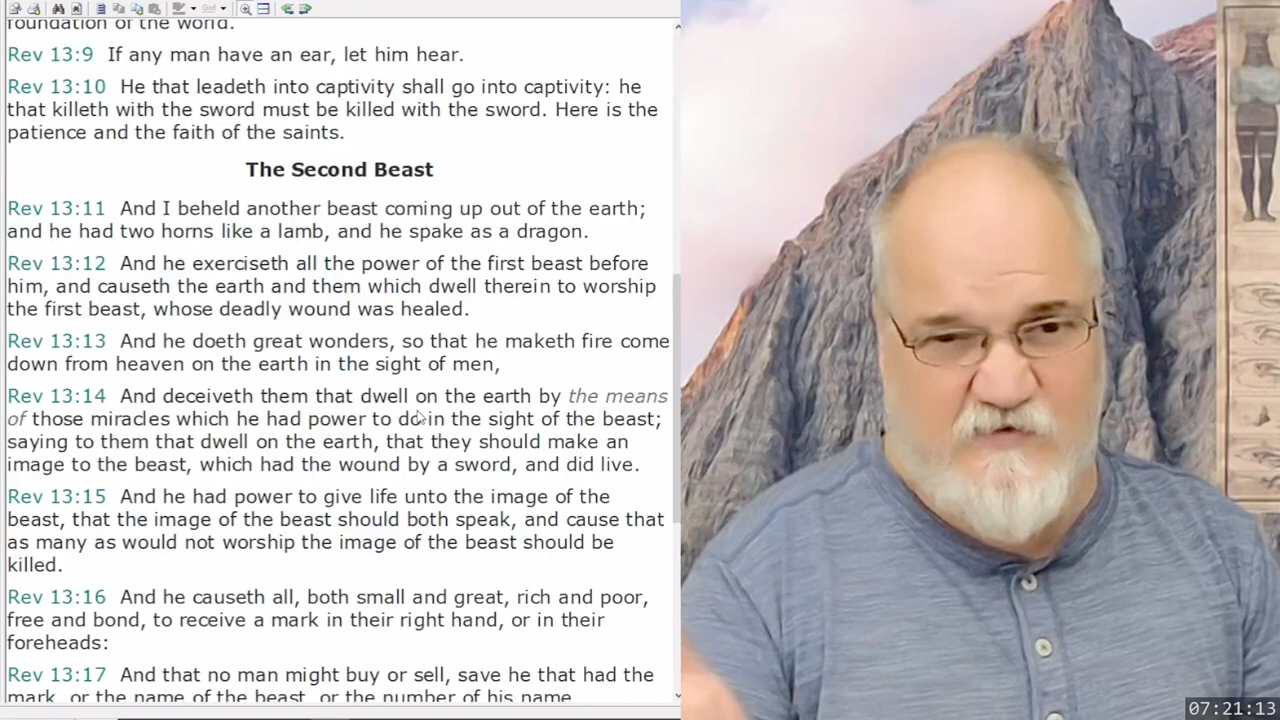 foundation of the world.
Rev 13:9 If any man have an ear, let him hear.
Rev 13:10 He that leadeth into captivity shall go into captivity: he
that killeth with the sword must be killed with the sword. Here is the
patience and the faith of the saints.
The Second Beast
Rev 13:11 And I beheld another beast coming up out of the earth;
and he had two horns like a lamb, and he spake as a dragon.
Rev 13:12 And he exerciseth all the power of the first beast before
him, and causeth the earth and them which dwell therein to worship
the first beast, whose deadly wound was healed.
Rev 13:13 And he doeth great wonders, so that he maketh fire come
down from heaven on the earth in the sight of men,
Rev 13:14 And deceiveth them that dwell on the earth by the means
of those miracles which he had power to do in the sight of the beast;
saying to them that dwell on the earth, that they should make an
image to the beast, which had the wound by a sword, and did live.
Rev 13:15 And he had power to give life unto the image of the
beast, that the image of the beast should both speak, and cause that
as many as would not worship the image of the beast should be
killed.
Rev 13:16 And he causeth all, both small and great, rich and poor,
free and bond, to receive a mark in their right hand, or in their
foreheads:
Rev 13:17 And that no man might buy or sell, save he that had the
mark, or the name of the beast, or the number of his name.
07:21:13